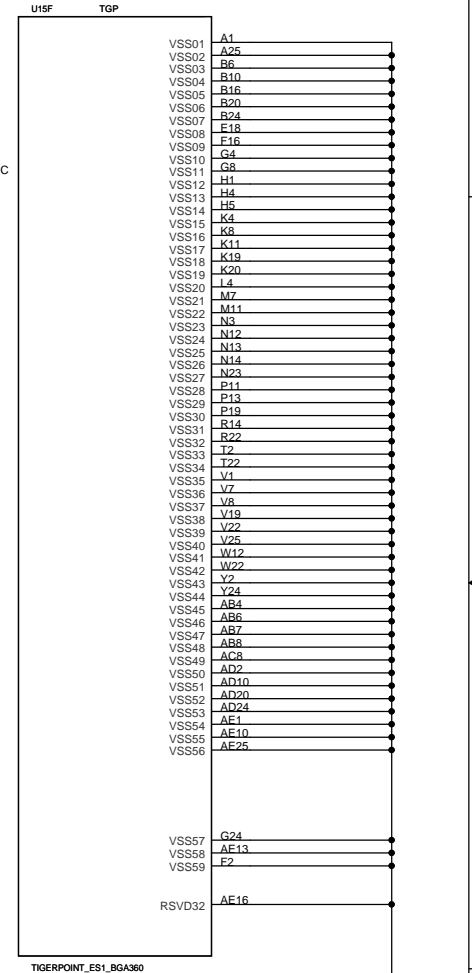 U15F TGP
C
VSS01 A1
VSS02 A25
VSS03 B6
VSS04 B10
VSS05 B16
VSS06 B20
VSS07 B24
VSS08 E18
VSS09 F16
VSS10 G4
VSS11 G8
VSS12 H1
VSS13 H4
VSS14 H5
VSS15 K4
VSS16 K8
VSS17 K11
VSS18 K19
VSS19 K20
VSS20 L4
VSS21 M7
VSS22 M11
VSS23 N3
VSS24 N12
VSS25 N13
VSS26 N14
VSS27 N23
VSS28 P11
VSS29 P13
VSS30 P19
VSS31 R14
VSS32 R22
VSS33 T2
VSS34 T22
VSS35 V1
VSS36 V7
VSS37 V8
VSS38 V19
VSS39 V22
VSS40 V25
VSS41 W12
VSS42 W22
VSS43 Y2
VSS44 Y24
VSS45 AB4
VSS46 AB6
VSS47 AB7
VSS48 AB8
VSS49 AC8
VSS50 AD2
VSS51 AD10
VSS52 AD20
VSS53 AD24
VSS54 AE1
VSS55 AE10
VSS56 AE25
VSS57 G24
VSS58 AE13
VSS59 F2
RSVD32 AE16
TIGERPOINT_ES1_BGA360